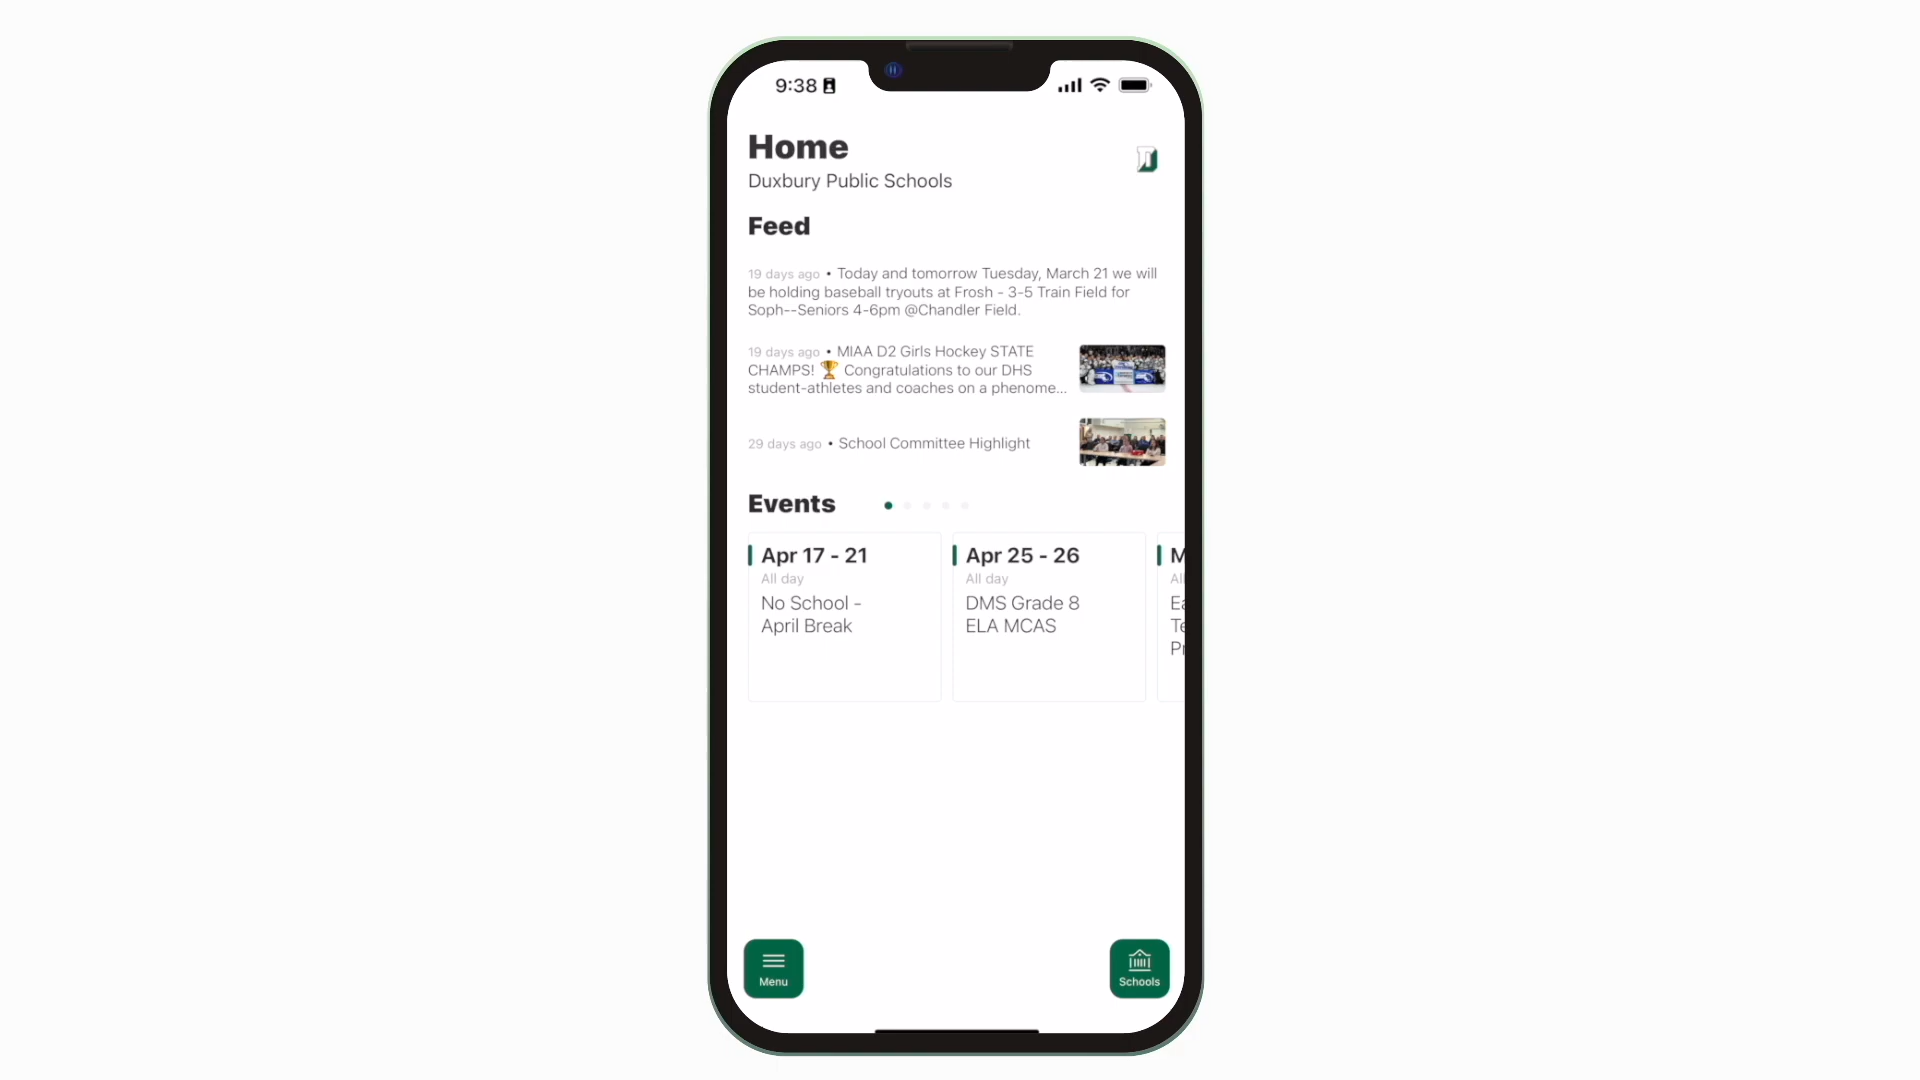 9:38
Home
Duxbury Public Schools
Feed
19 days ago • Today and tomorrow Tuesday, March 21 we will
be holding baseball tryouts at Frosh - 3-5 Train Field for
Soph--Seniors 4-6pm @Chandler Field.
19 days ago • MIAA D2 Girls Hockey STATE
CHAMPS! 🏆 Congratulations to our DHS
student-athletes and coaches on a phenome...
29 days ago • School Committee Highlight
Events
Apr 17 - 21
All day
No School -
April Break
Apr 25 - 26
All day
DMS Grade 8
ELA MCAS
M
All
Ea
Te
Pr
Menu
Schools